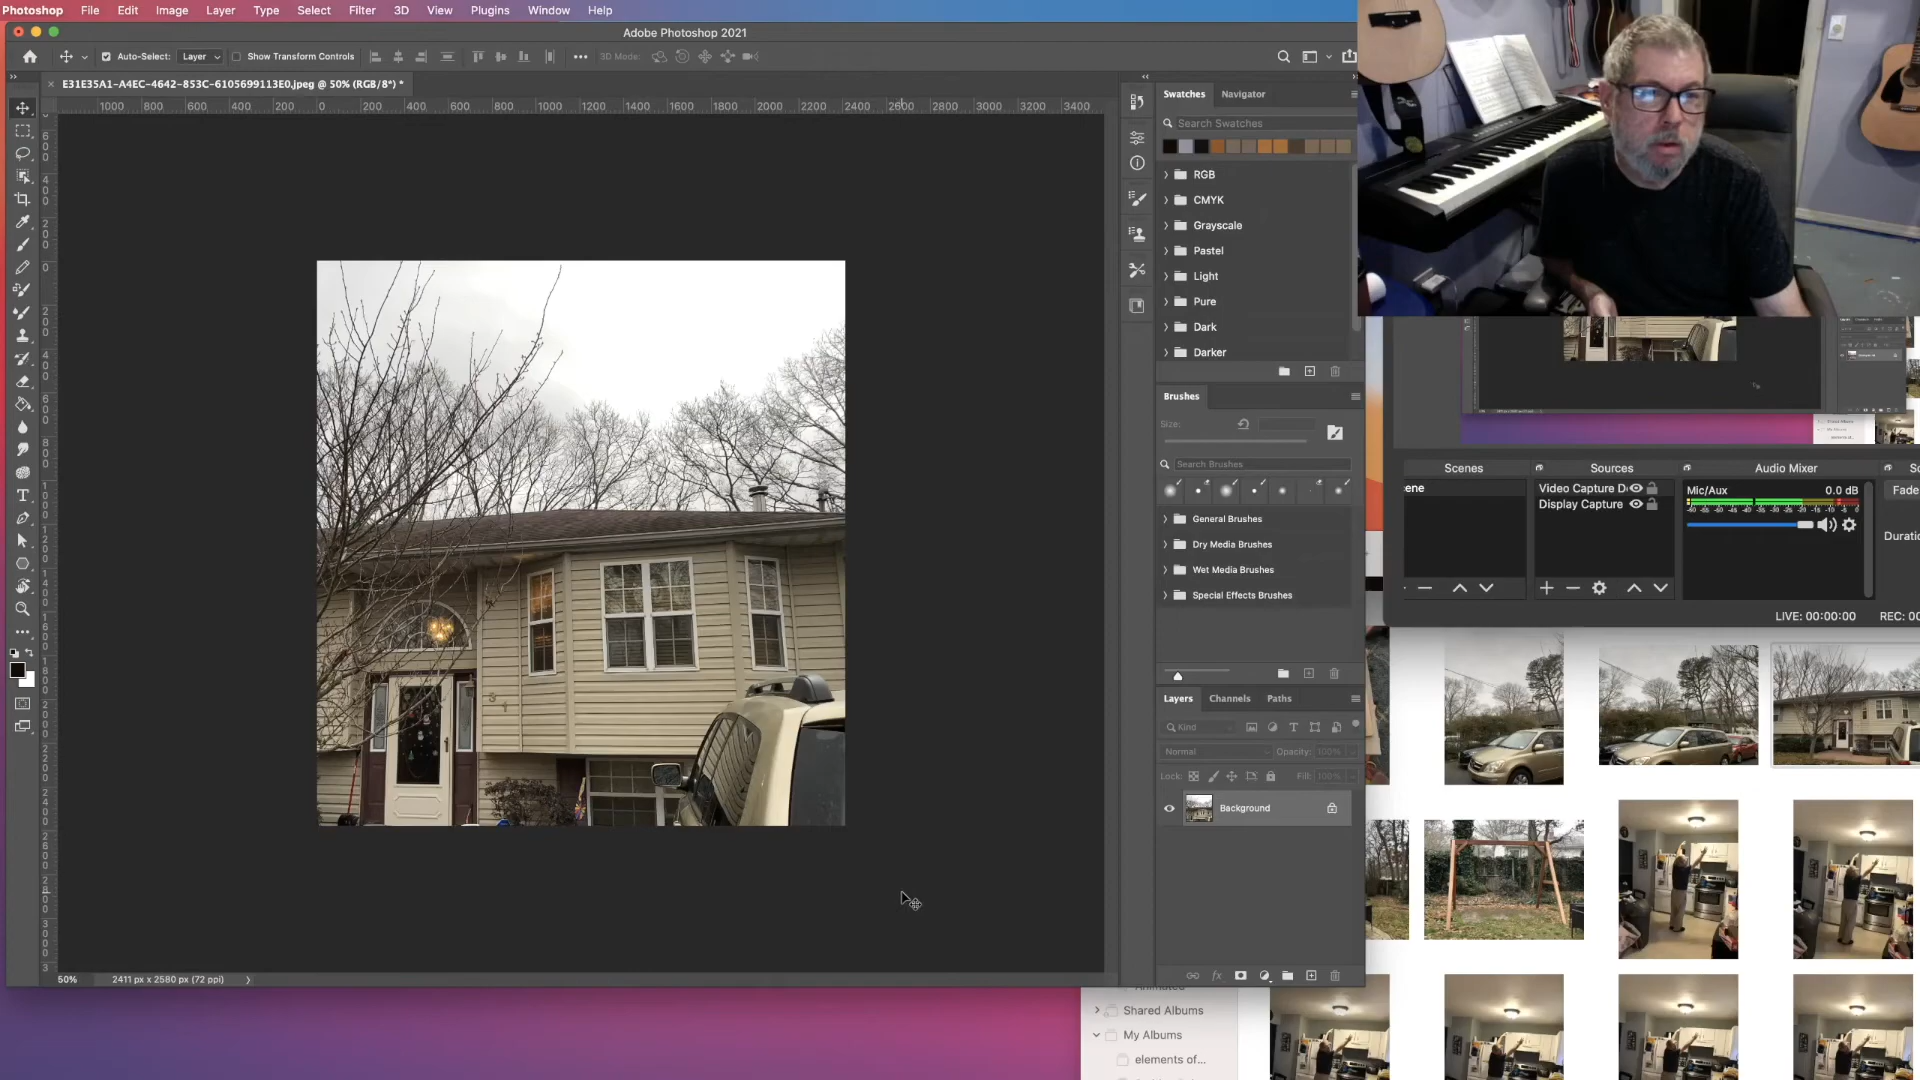 Photoshop File Edit Image Layer Type Select Filter 3D View Plugins Window Help
Adobe Photoshop 2021
Auto-Select: Layer Show Transform Controls 3D Mode:
E31E35A1-A4EC-4642-853C-6105699113E0.jpeg @ 50% (RGB/8*) *
1000 800 600 400 200 0 200 400 600 800 1000 1200 1400 1600 1800 2000 2200 2400 2600 2800 3000 3200 3400
Swatches Navigator
Search Swatches
RGB
CMYK
Grayscale
Pastel
Light
Pure
Dark
Darker
Brushes
Size:
Search Brushes
General Brushes
Dry Media Brushes
Wet Media Brushes
Special Effects Brushes
Layers Channels Paths
Kind
Normal Opacity: 100%
Lock: Fill: 100%
Background
50% 2411 px x 2580 px (72 ppi)
Scenes Sources Audio Mixer
ene
Video Capture D
Display Capture
Mic/Aux 0.0 dB
Fade
Duratio
LIVE: 00:00:00 REC: 00
Shared Albums
My Albums
elements of...